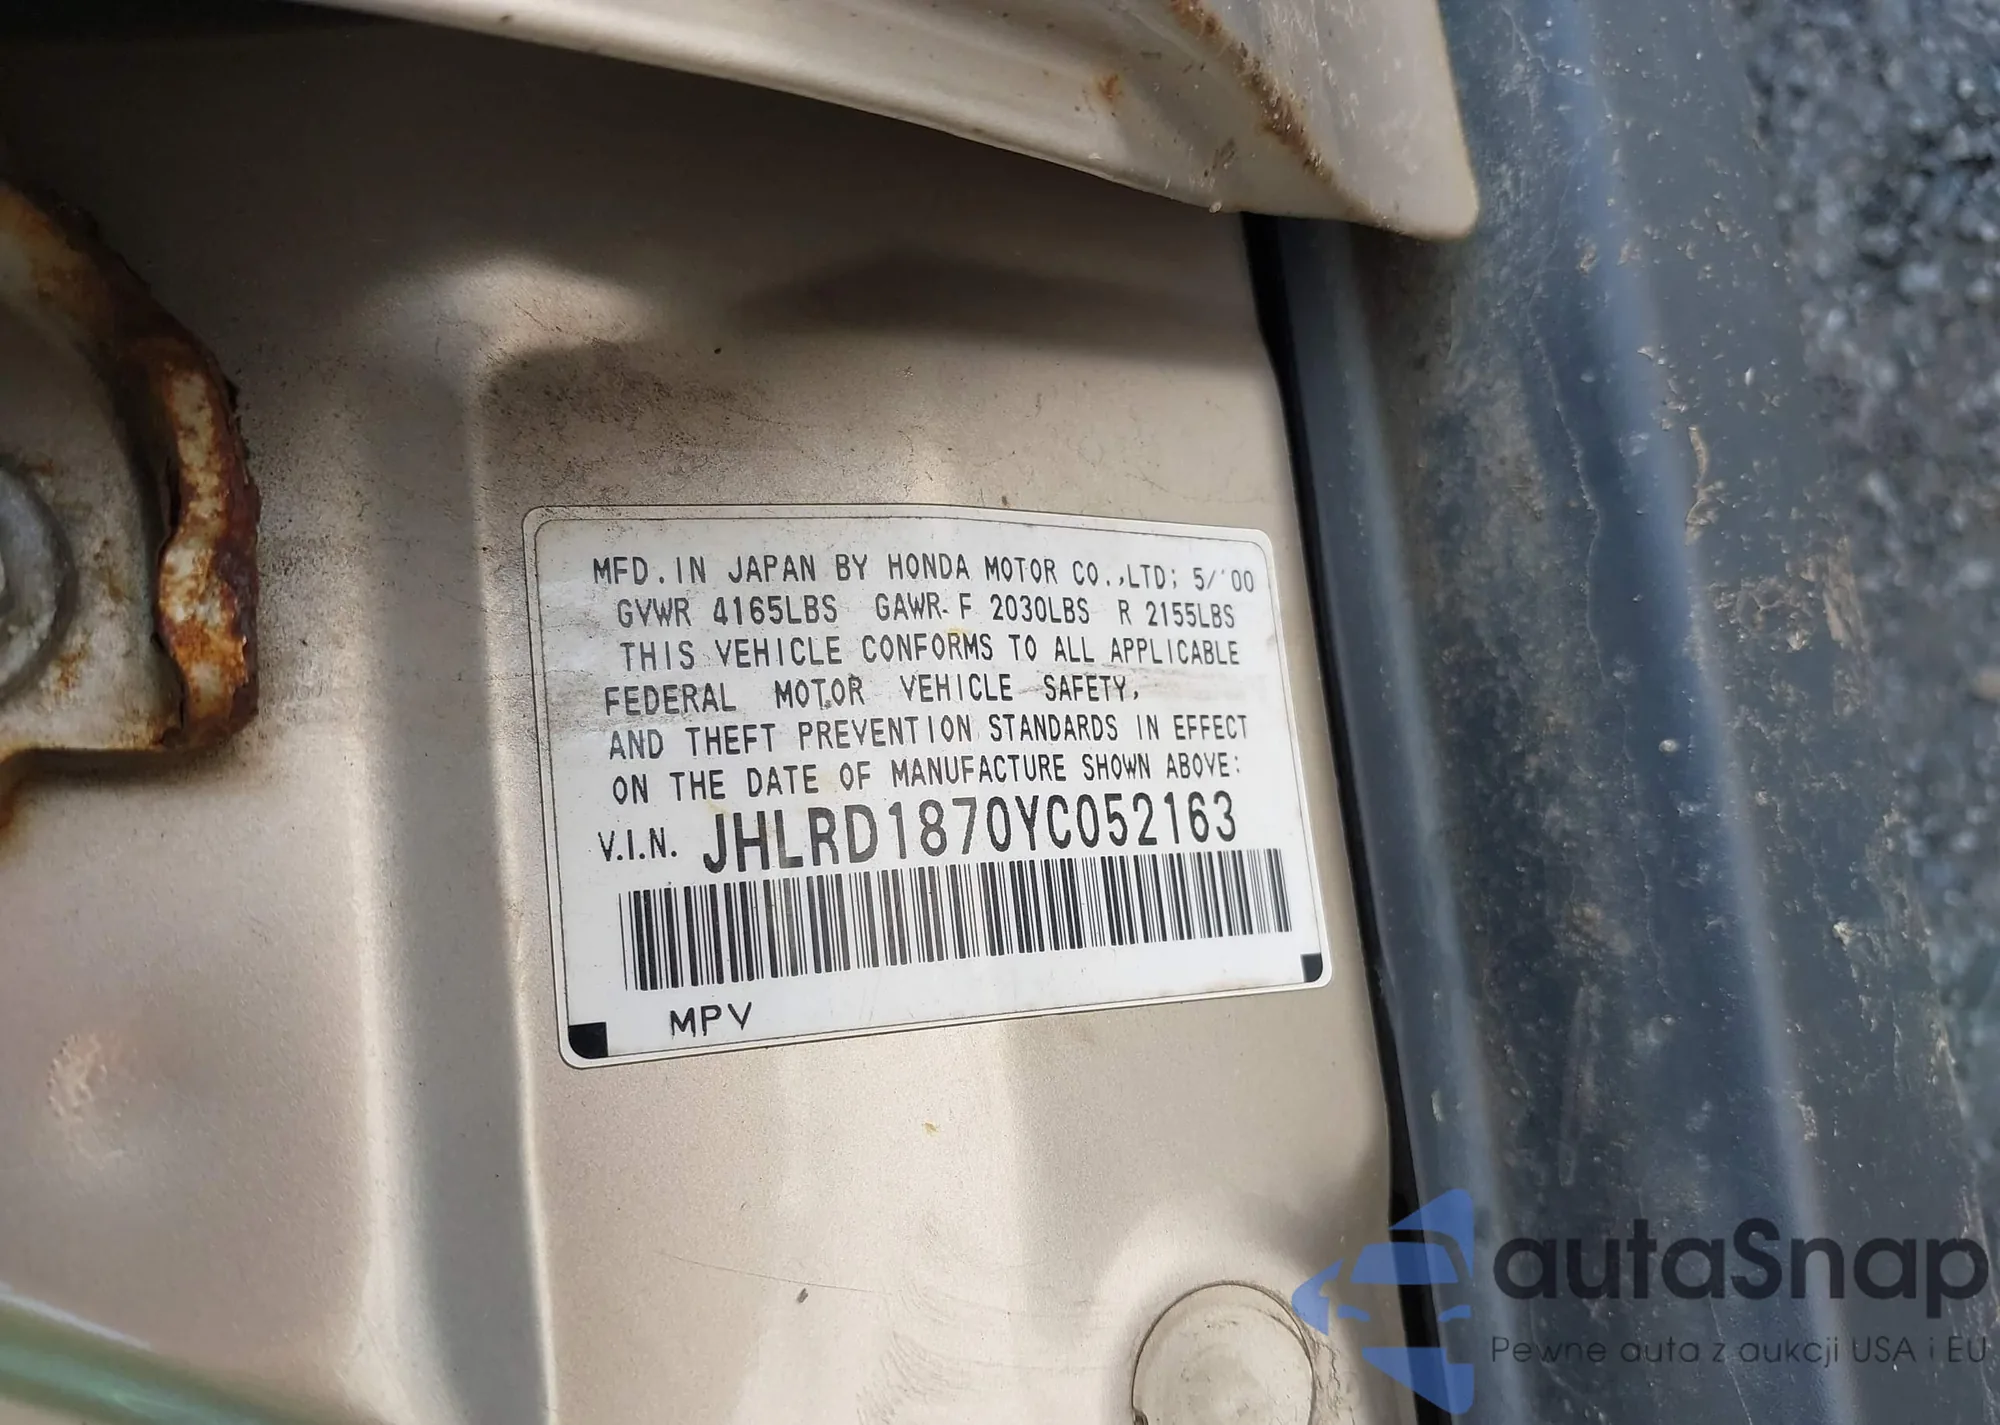 MFD. IN JAPAN BY HONDA MOTOR CO.,LTD; 5/'00
GVWR 4165LBS GAWR-F 2030LBS R 2155LBS
THIS VEHICLE CONFORMS TO ALL APPLICABLE
FEDERAL MOTOR VEHICLE SAFETY,
AND THEFT PREVENTION STANDARDS IN EFFECT
ON THE DATE OF MANUFACTURE SHOWN ABOVE:
V.I.N. JHLRD1870YC052163
MPV
autaSnap
Pewne auta z aukcji USA i EU